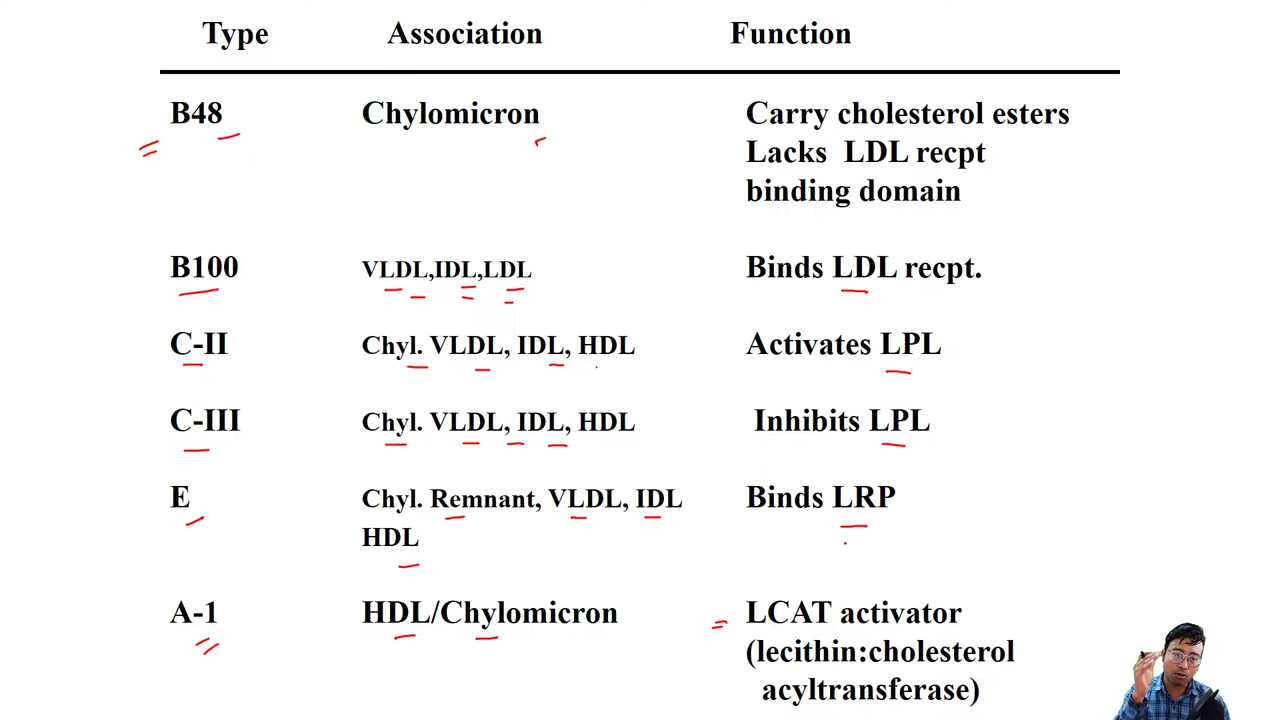 Type Association Function
B48 Chylomicron Carry cholesterol esters
Lacks LDL recpt
binding domain
B100 VLDL,IDL,LDL Binds LDL recpt.
C-II Chyl. VLDL, IDL, HDL Activates LPL
C-III Chyl. VLDL, IDL, HDL Inhibits LPL
E Chyl. Remnant, VLDL, IDL Binds LRP
HDL
A-1 HDL/Chylomicron LCAT activator
(lecithin:cholesterol
acyltransferase)